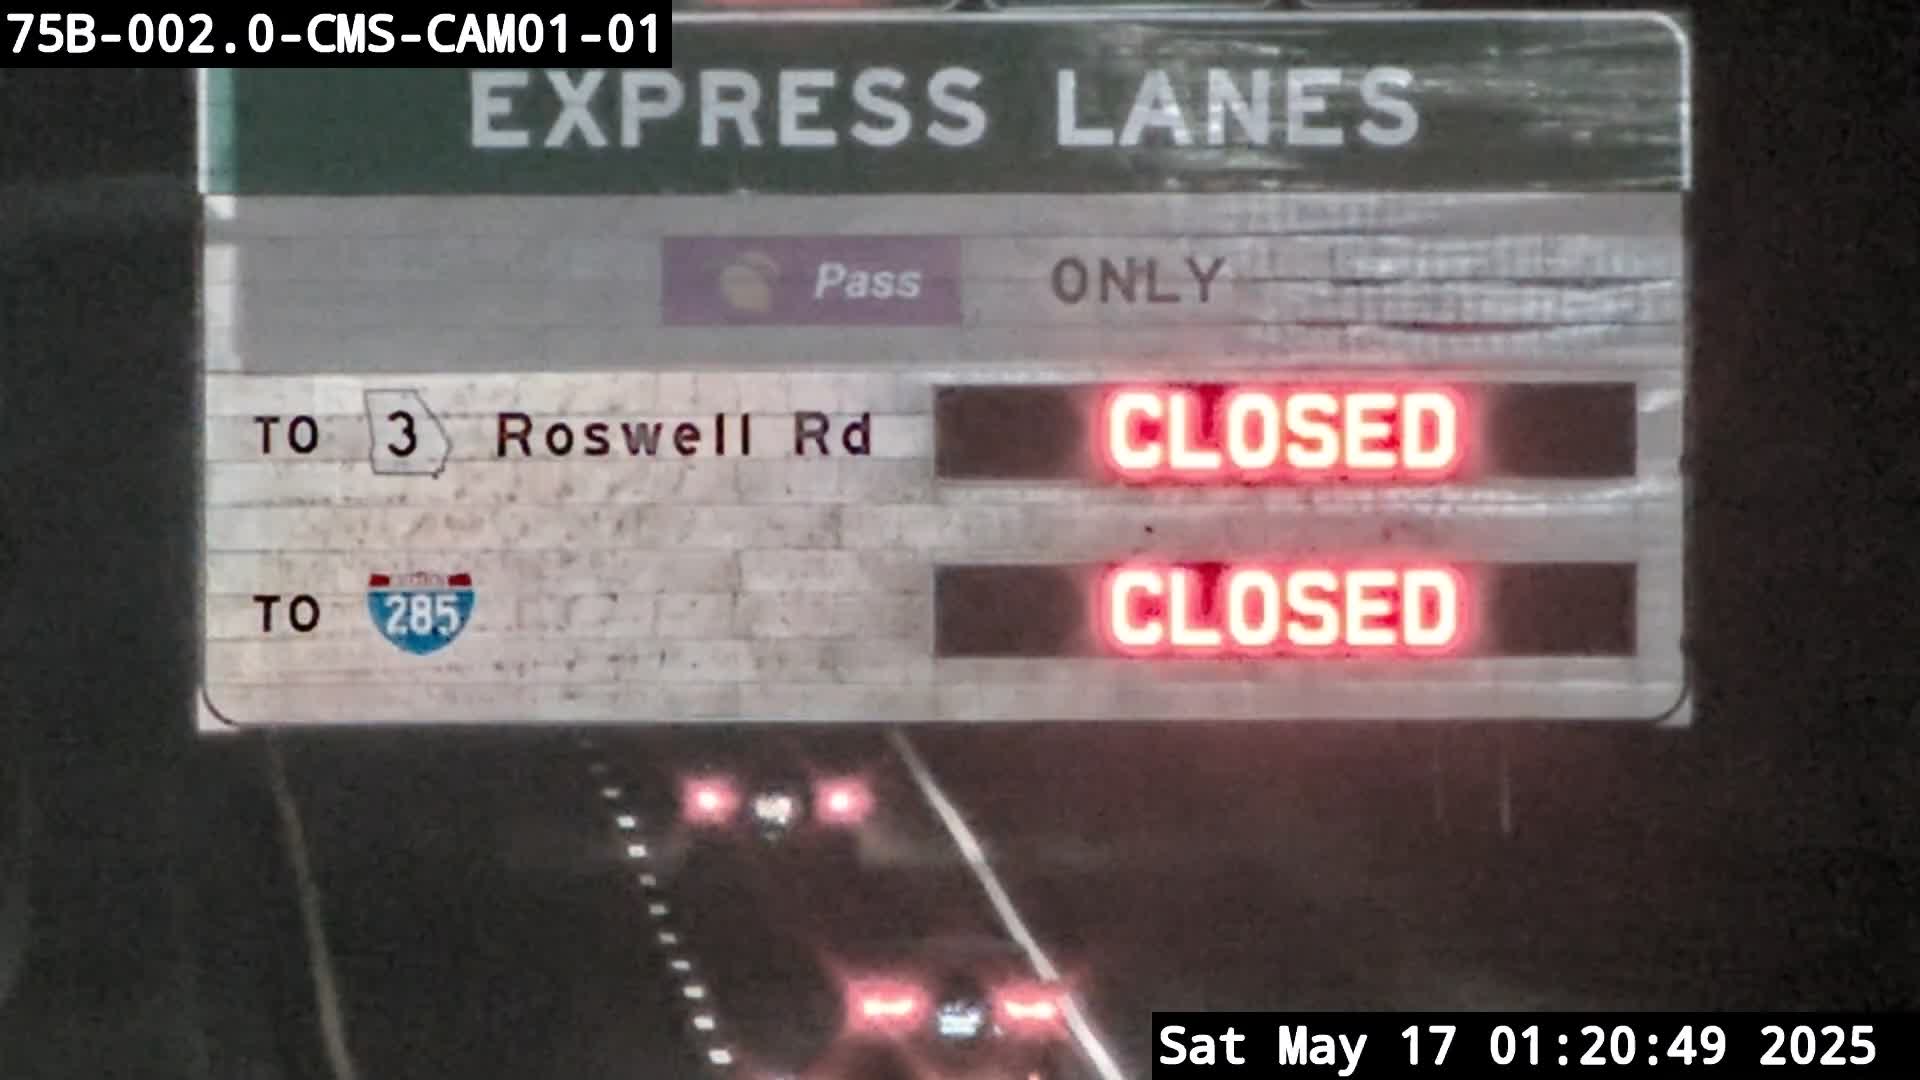 75B-002.0-CMS-CAM01-01
EXPRESS LANES
Pass ONLY
TO 3 Roswell Rd CLOSED
TO 285 CLOSED
Sat May 17 01:20:49 2025